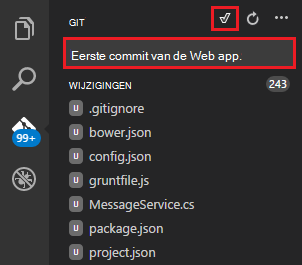 GIT
Eerste commit van de Web app.
WIJZIGINGEN 243
U .gitignore
99+ U bower.json
U config.json
U gruntfile.js
U MessageService.cs
U package.json
U project.json